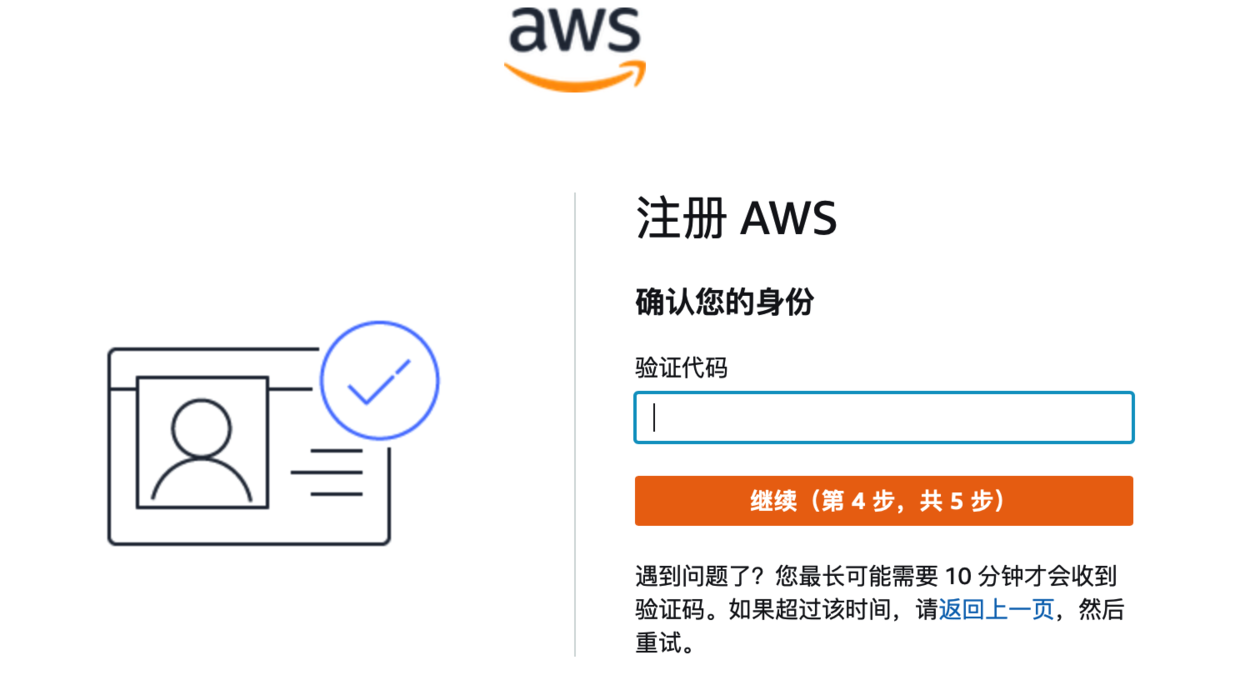 aws
注册 AWS
确认您的身份
验证代码
继续（第 4 步，共 5 步）
遇到问题了？您最长可能需要 10 分钟才会收到
验证码。如果超过该时间，请返回上一页，然后
重试。